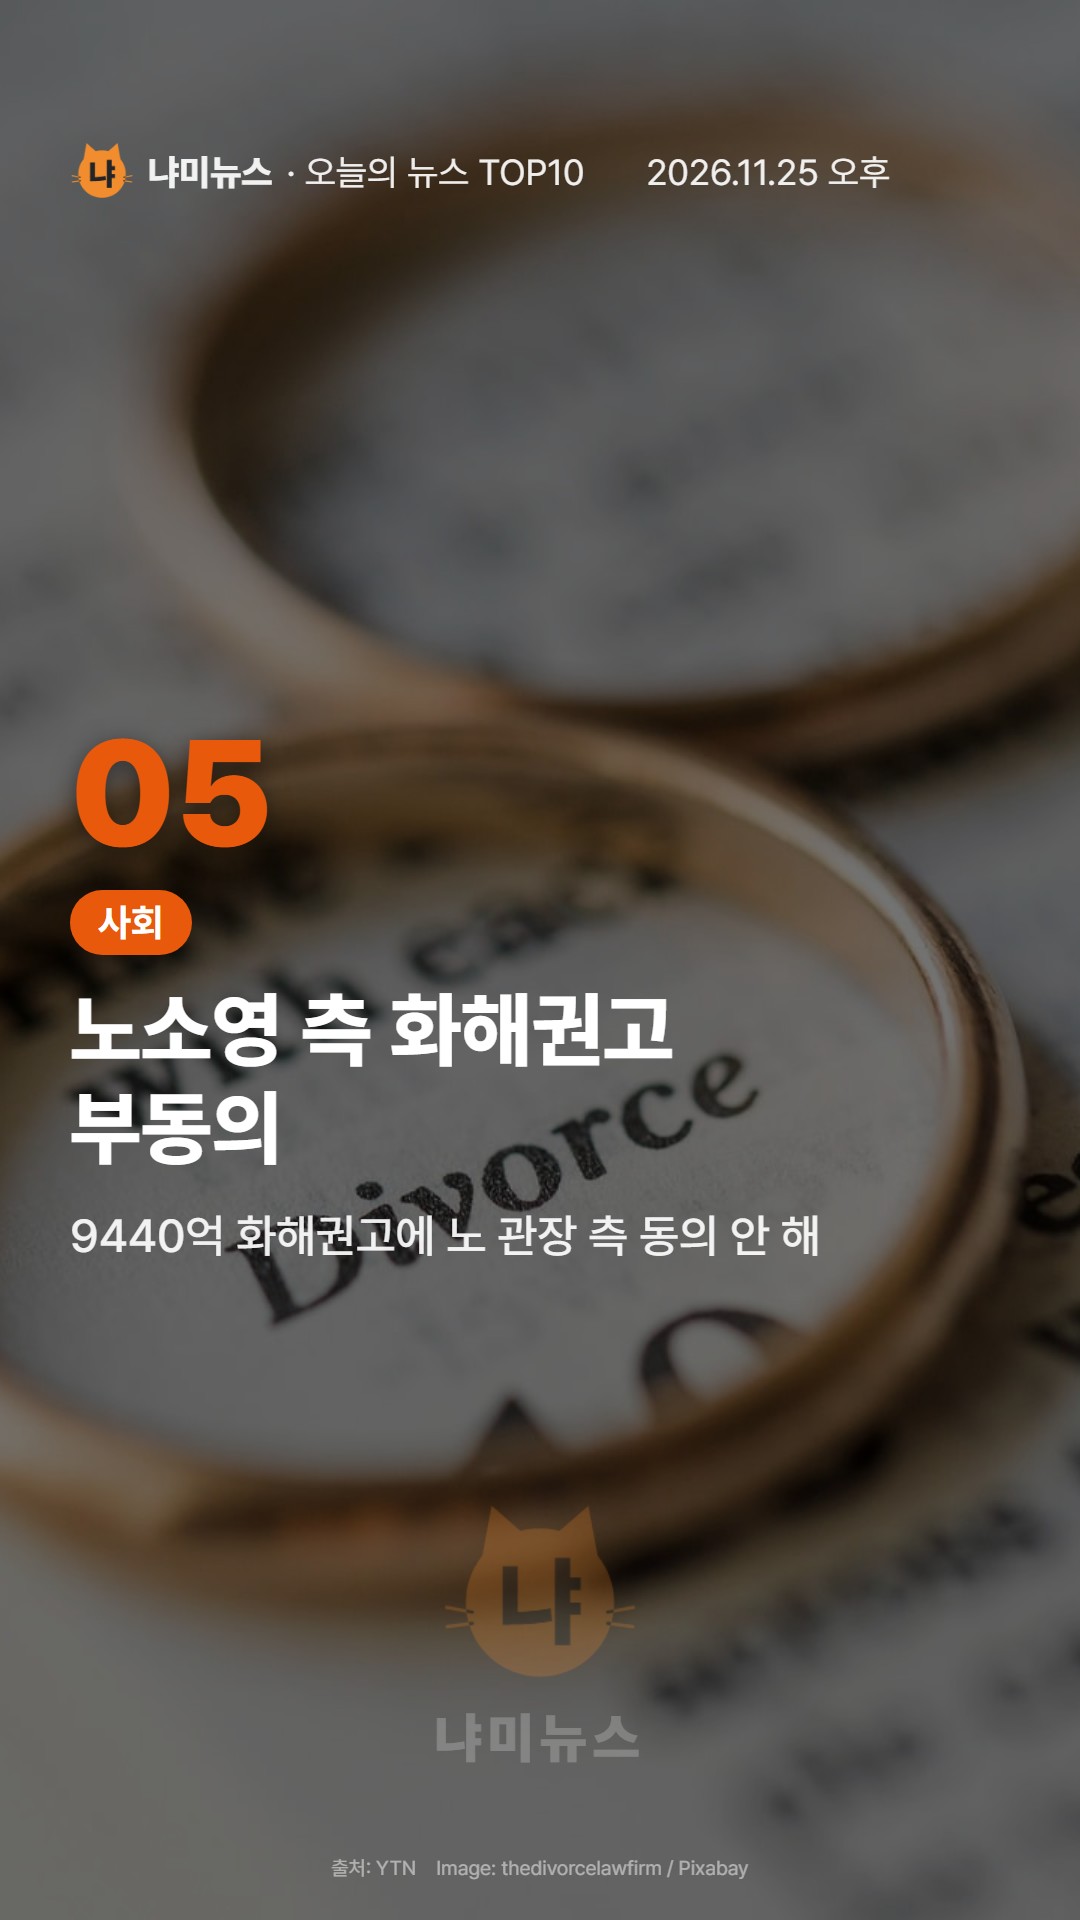 냐 냐미뉴스 · 오늘의 뉴스 TOP10 2026.11.25 오후
05
사회
with
노소영 측 화해권고
부동의
Divorce
9440억 화해권고에 노 관장 측 동의 안 해
냐
냐미뉴스
출처: YTN Image: thedivorcelawfirm / Pixabay